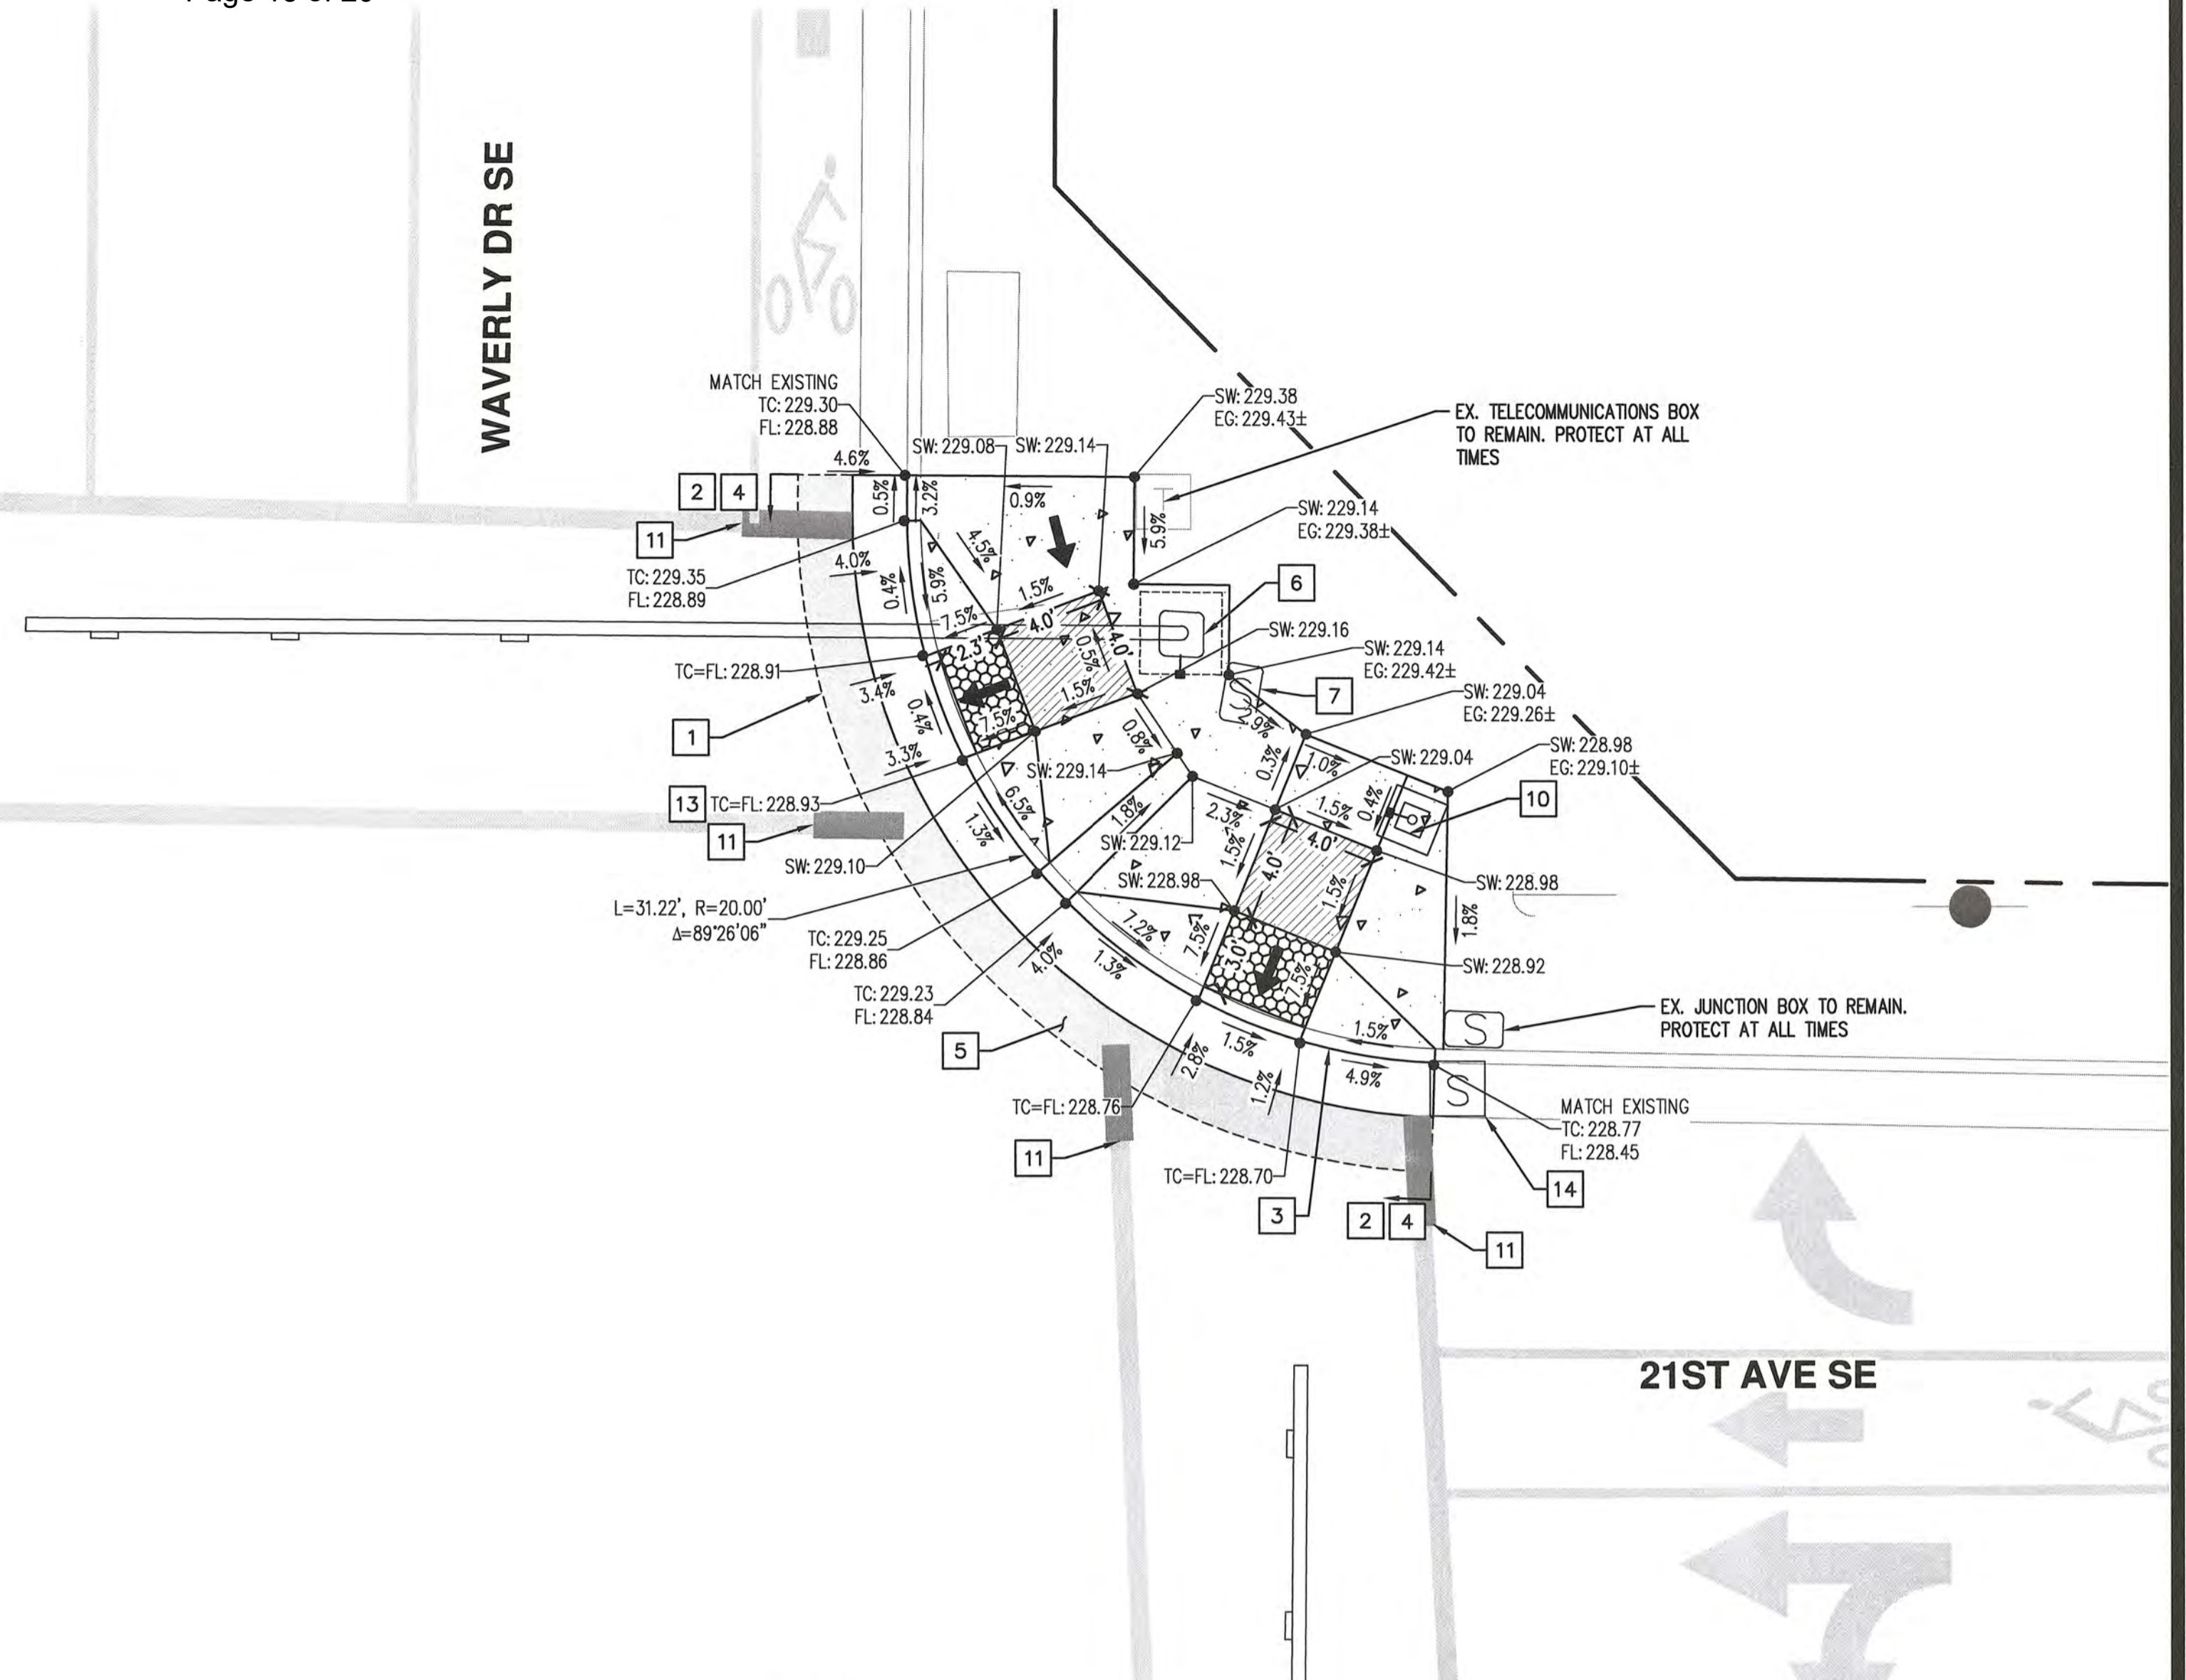 WAVERLY DR SE
MATCH EXISTING
TC: 229.30
FL: 228.88
SW: 229.08
SW: 229.14
SW: 229.38
EG: 229.43±
EX. TELECOMMUNICATIONS BOX
TO REMAIN. PROTECT AT ALL
TIMES
4.6%
2
4
0.5%
3.2%
0.9%
SW: 229.14
EG: 229.38±
11
4.5%
5.9%
4.0%
TC: 229.35
FL: 228.89
0.4%
5.9%
1.5%
6
7.5%
4.0'
4.0'
SW: 229.16
2.3'
0.5%
SW: 229.14
EG: 229.42±
TC=FL: 228.91
3.4%
1.5%
7
SW: 229.04
EG: 229.26±
S
1
0.4%
7.5%
0.8%
2.9%
SW: 228.98
EG: 229.10±
3.3%
SW: 229.14
0.3%
1.0%
SW: 229.04
13
TC=FL: 228.93
6.5%
1.8%
1.5%
0.4%
10
11
1.3%
SW: 229.12
2.3%
SW: 229.10
1.5%
4.0'
4.0'
SW: 228.98
1.5%
SW: 228.98
L=31.22', R=20.00'
Δ=89°26'06"
TC: 229.25
FL: 228.86
7.2%
7.5%
1.8%
4.0%
1.3%
3.0'
7.5%
SW: 228.92
TC: 229.23
FL: 228.84
EX. JUNCTION BOX TO REMAIN.
PROTECT AT ALL TIMES
5
1.5%
1.5%
S
2.8%
1.2%
4.9%
S
TC=FL: 228.76
MATCH EXISTING
TC: 228.77
FL: 228.45
11
TC=FL: 228.70
14
3
2
4
11
21ST AVE SE